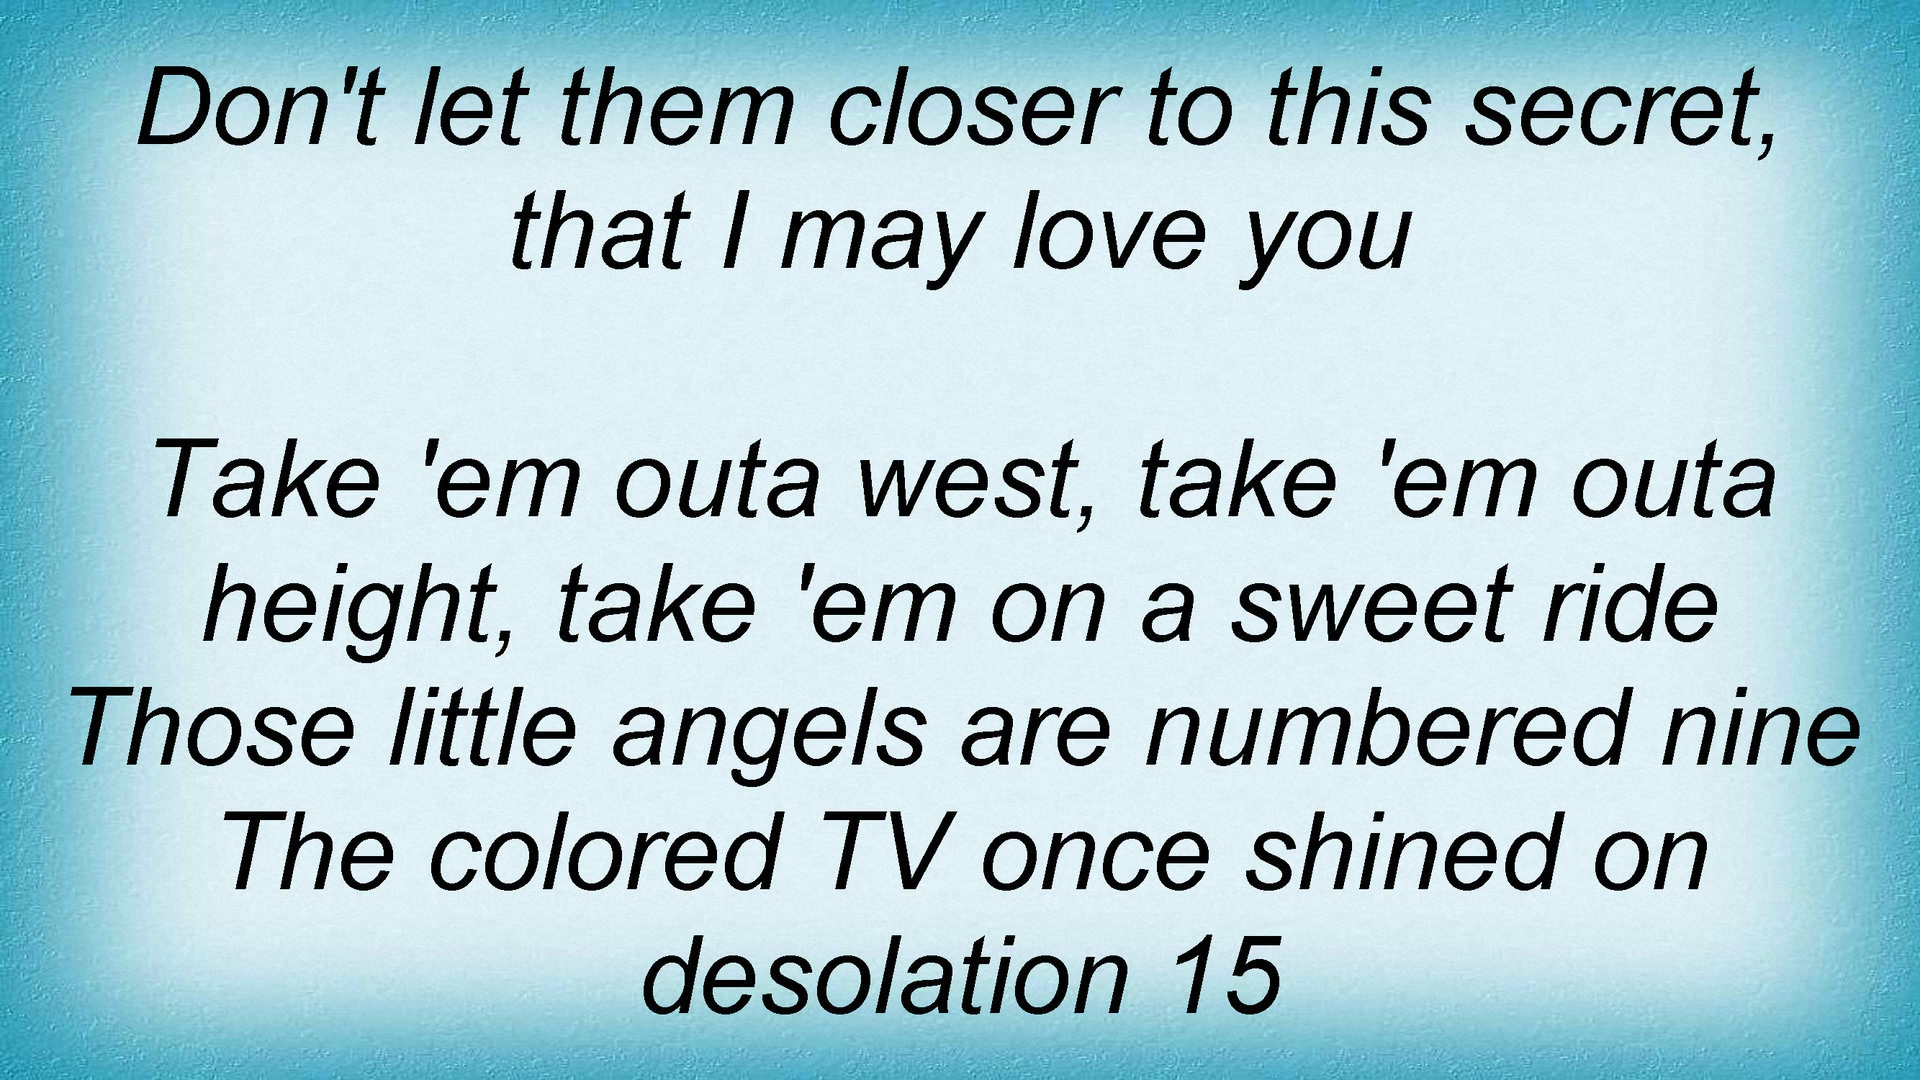 Don't let them closer to this secret,
that I may love you
Take 'em outa west, take 'em outa
height, take 'em on a sweet ride
Those little angels are numbered nine
The colored TV once shined on
desolation 15